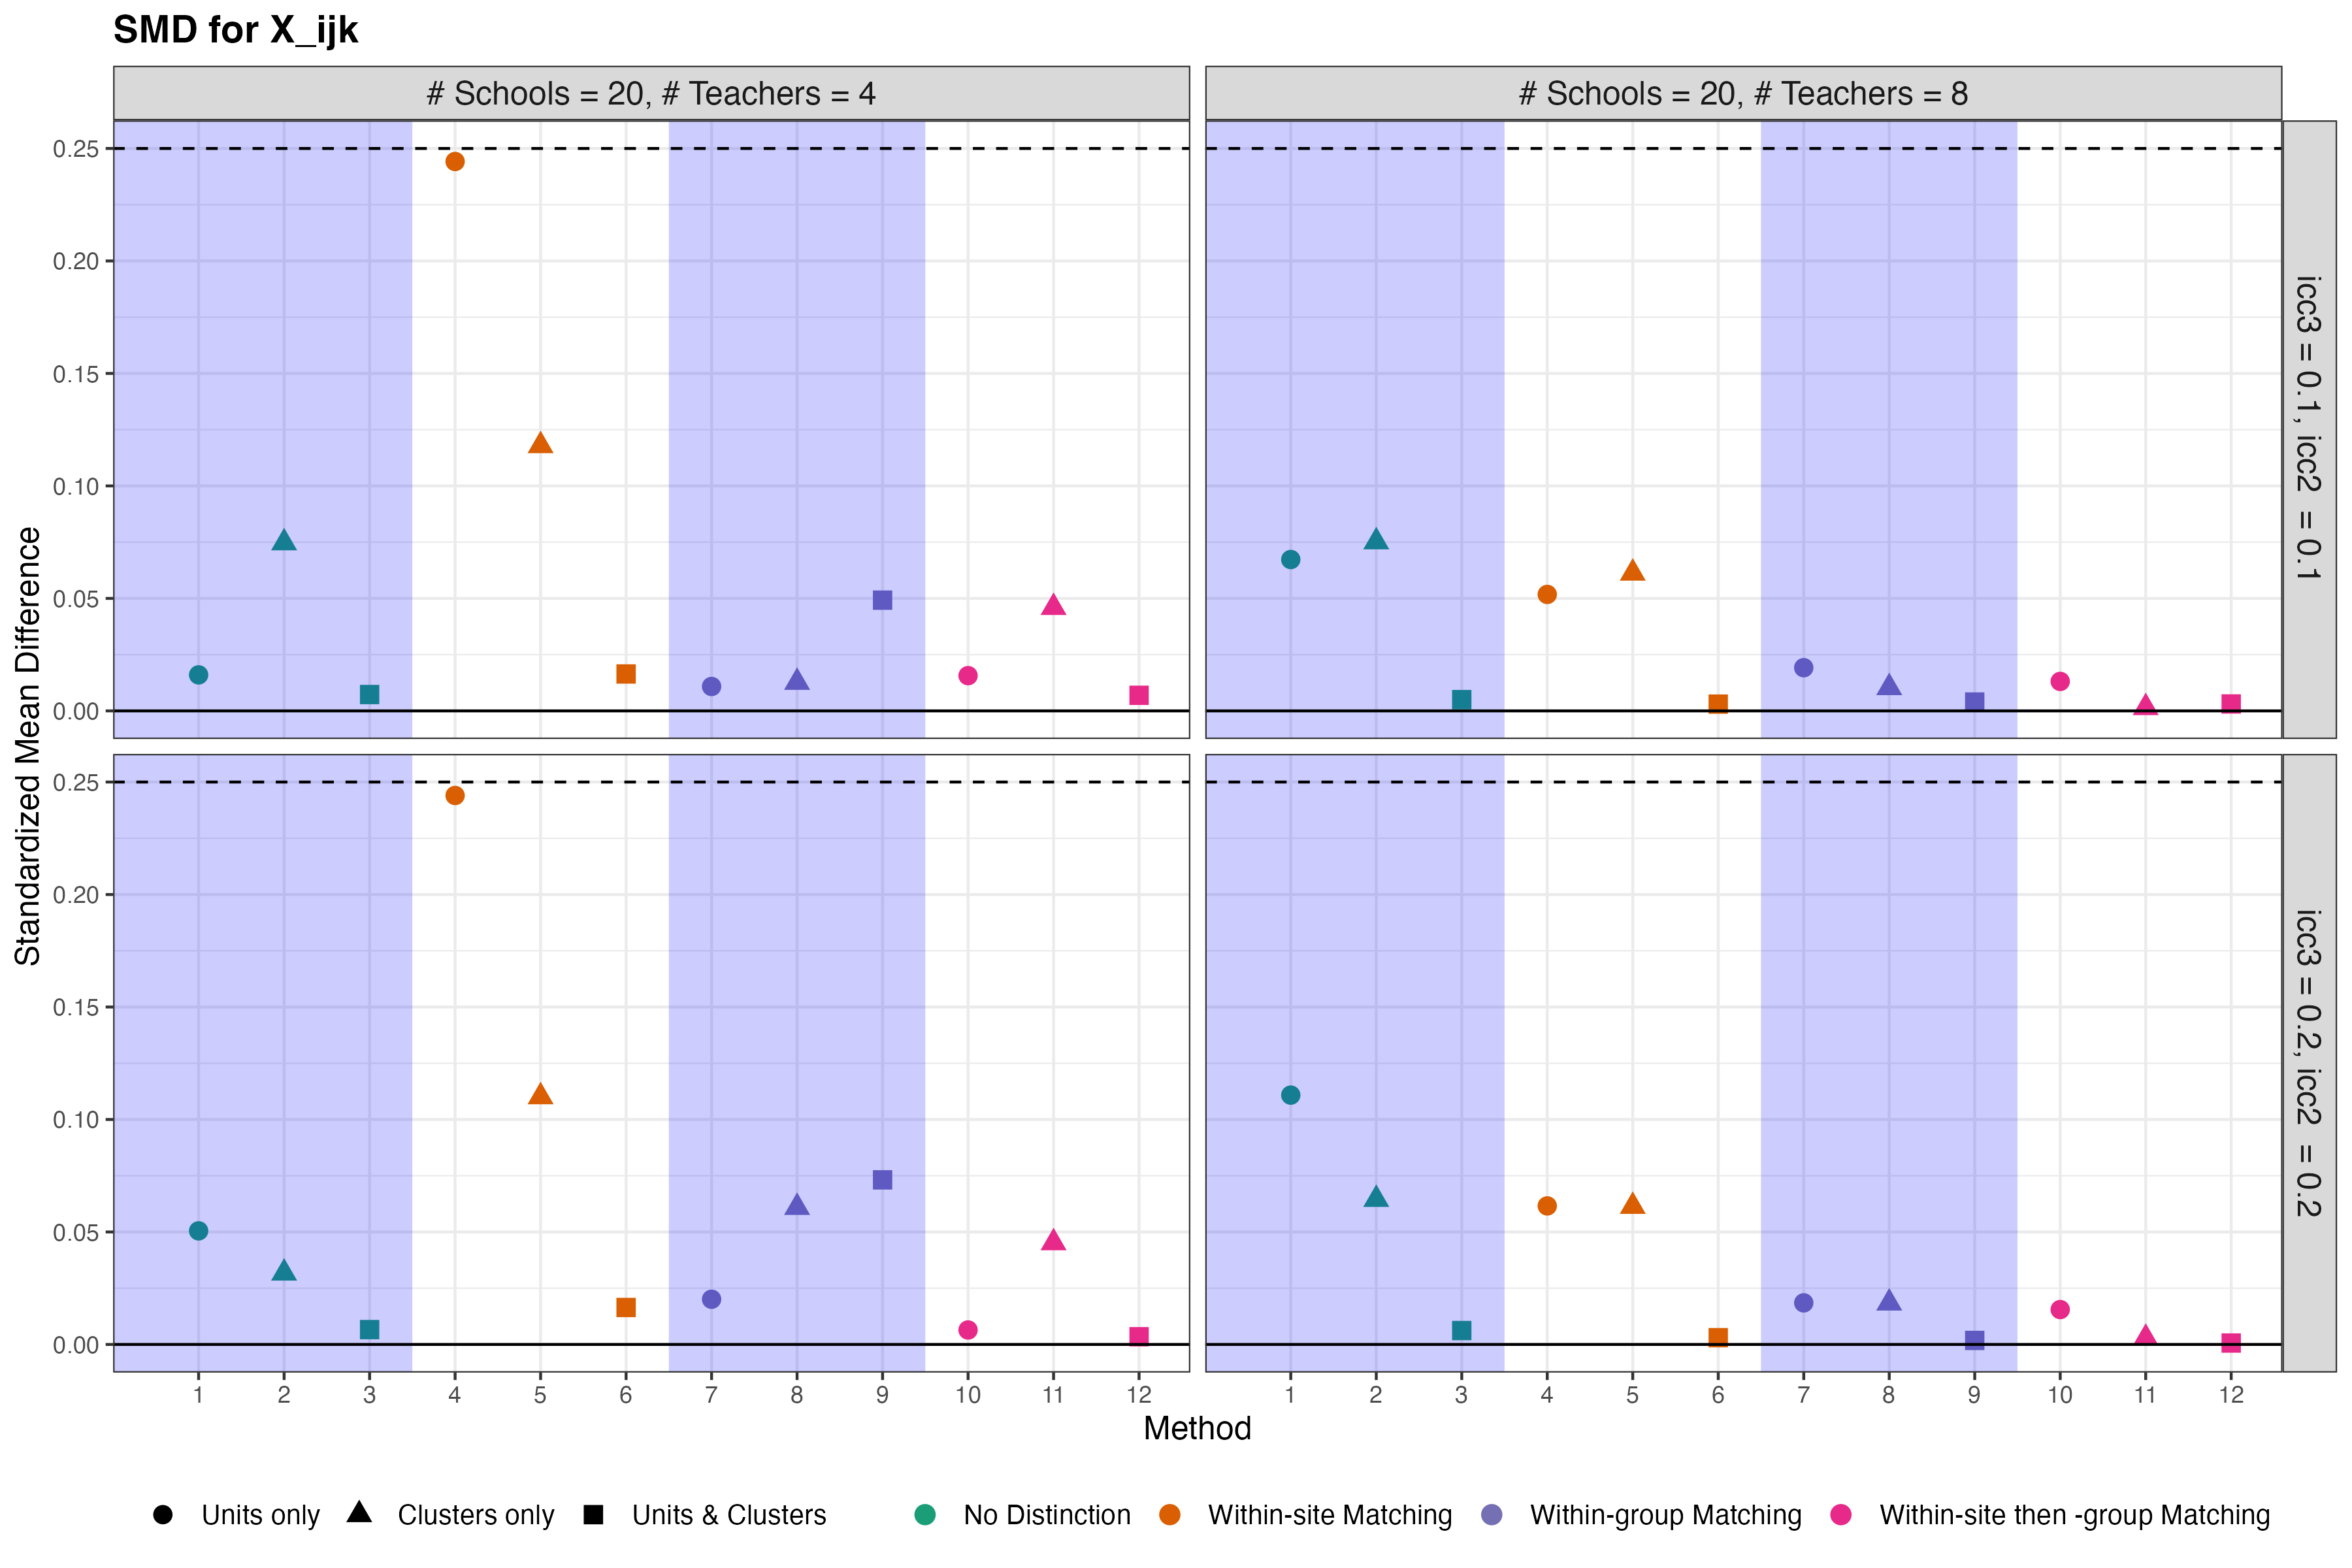 SMD for X_ijk
# Schools = 20, # Teachers = 4
# Schools = 20, # Teachers = 8
0.25
0.20
0.15
0.10
0.05
0.00
icc3 = 0.1, icc2 = 0.1
Standardized Mean Difference
0.25
0.20
0.15
0.10
0.05
0.00
icc3 = 0.2, icc2 = 0.2
1 2 3 4 5 6 7 8 9 10 11 12
1 2 3 4 5 6 7 8 9 10 11 12
Method
Units only Clusters only Units & Clusters No Distinction Within-site Matching Within-group Matching Within-site then -group Matching